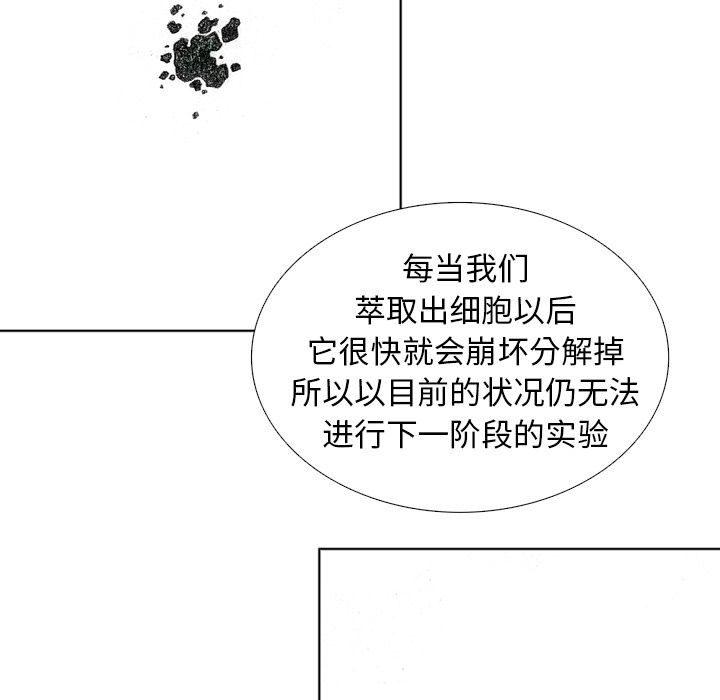 每当我们
萃取出细胞以后
它很快就会崩坏分解掉
所以以目前的状况仍无法
进行下一阶段的实验